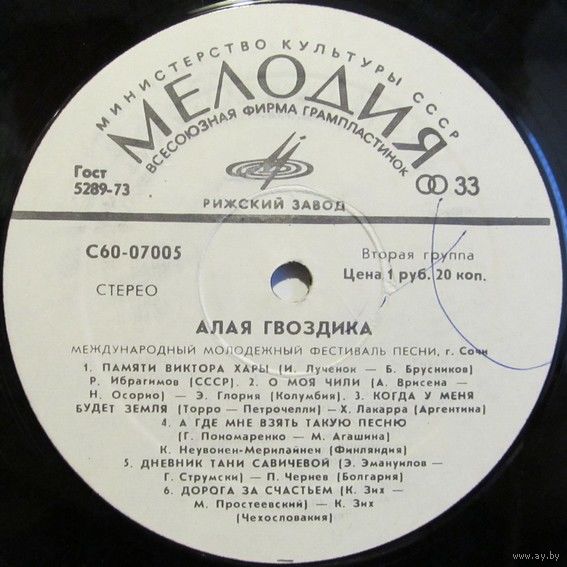 МИНИСТЕРСТВО КУЛЬТУРЫ СССР
МЕЛОДИЯ
ВСЕСОЮЗНАЯ ФИРМА ГРАМПЛАСТИНОК
Гост
5289-73
33
РИЖСКИЙ ЗАВОД
С60-07005
Вторая группа
Цена 1 руб. 20 коп.
СТЕРЕО
АЛАЯ ГВОЗДИКА
МЕЖДУНАРОДНЫЙ МОЛОДЕЖНЫЙ ФЕСТИВАЛЬ ПЕСНИ, г. Сочи
1. ПАМЯТИ ВИКТОРА ХАРЫ (И. Лученок — Б. Брусников)
Р. Ибрагимов (СССР). 2. О МОЯ ЧИЛИ (А. Врисена —
Н. Осорио) — Э. Глория (Колумбия). 3. КОГДА У МЕНЯ
БУДЕТ ЗЕМЛЯ (Торро — Петрочелли) — Х. Лакарра (Аргентина)
4. А ГДЕ МНЕ ВЗЯТЬ ТАКУЮ ПЕСНЮ
(Г. Пономаренко — М. Агашина)
К. Неувонен-Мерилайнен (Финляндия)
5. ДНЕВНИК ТАНИ САВИЧЕВОЙ (Э. Эмануилов —
Г. Струмски) — П. Чернев (Болгария)
6. ДОРОГА ЗА СЧАСТЬЕМ (К. Зих —
М. Простеевский) — К. Зих
(Чехословакия)
www.ay.by